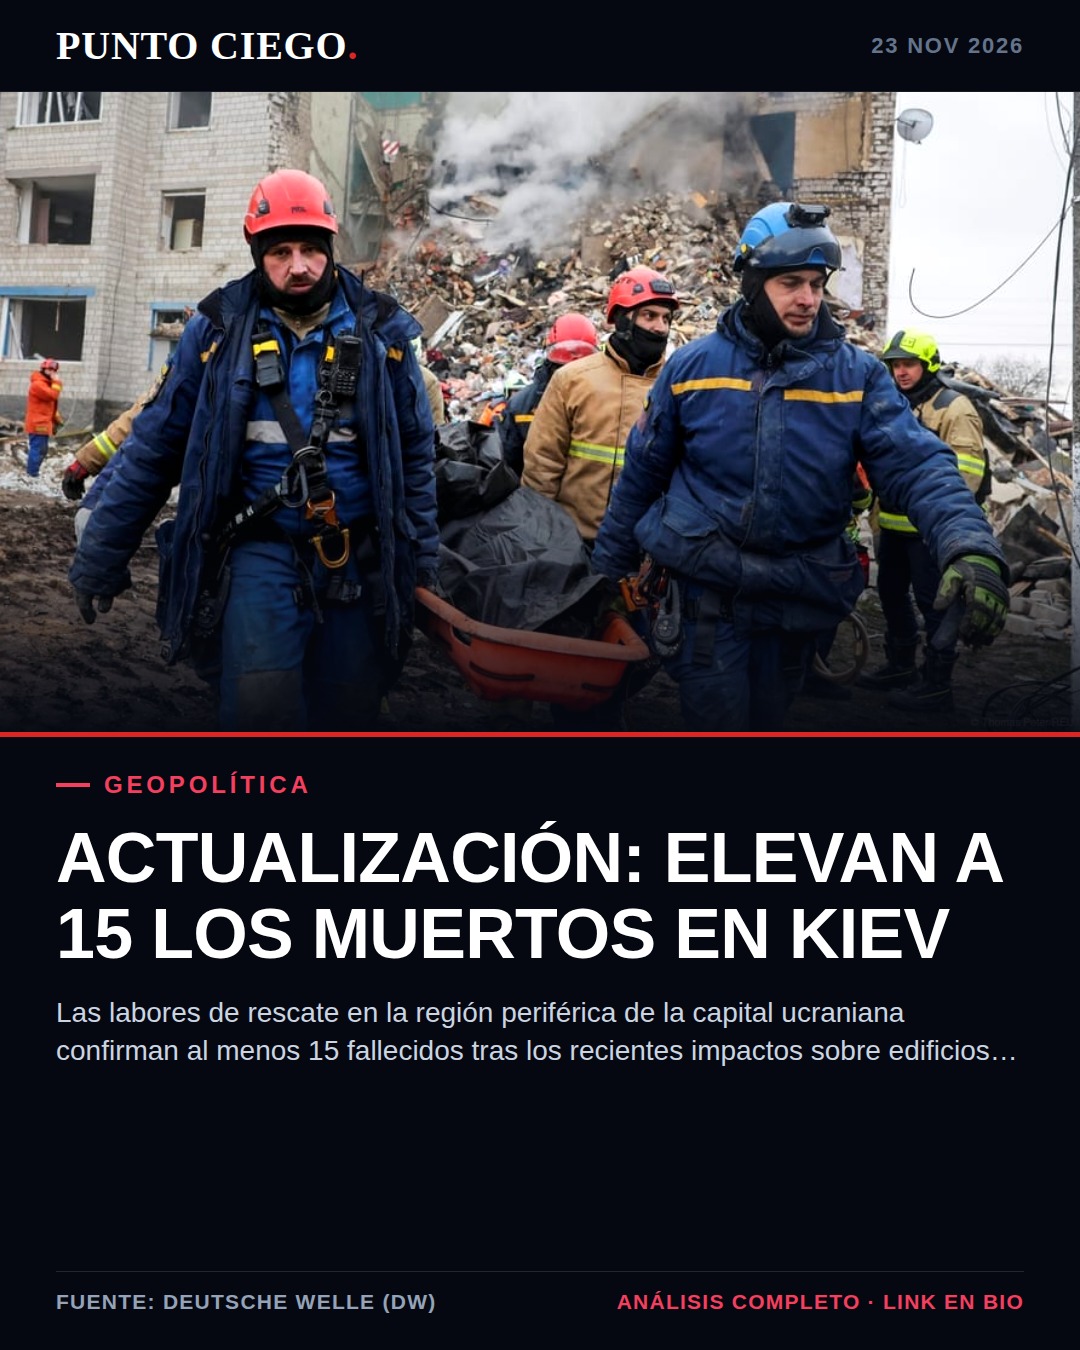 PUNTO CIEGO.
23 NOV 2026
GEOPOLÍTICA
ACTUALIZACIÓN: ELEVAN A
15 LOS MUERTOS EN KIEV
Las labores de rescate en la región periférica de la capital ucraniana
confirman al menos 15 fallecidos tras los recientes impactos sobre edificios…
FUENTE: DEUTSCHE WELLE (DW)
ANÁLISIS COMPLETO · LINK EN BIO